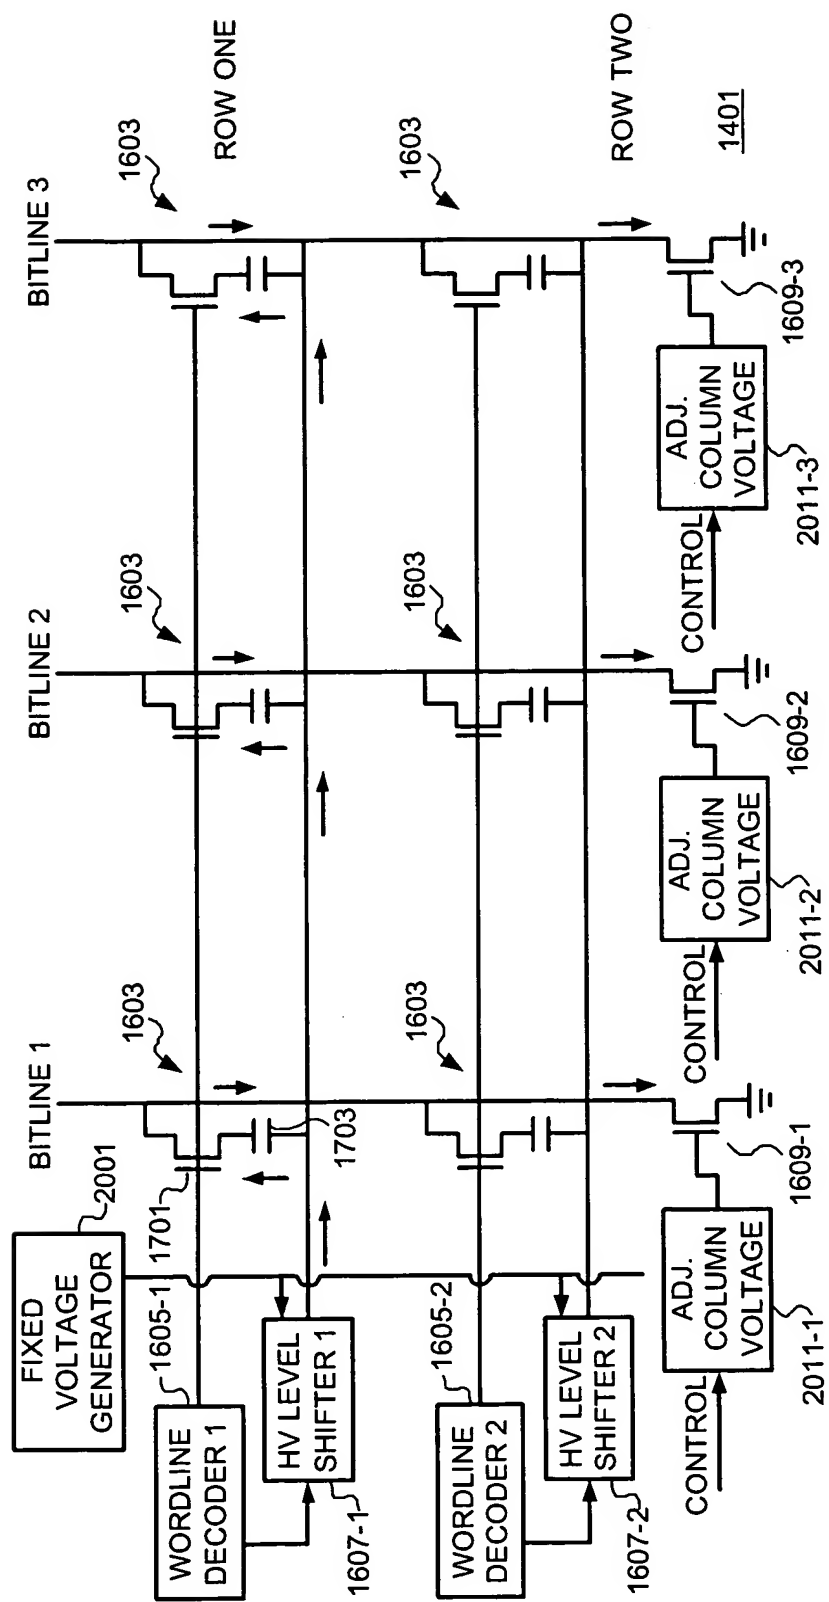 BITLINE 1
BITLINE 2
BITLINE 3
FIXED
VOLTAGE
GENERATOR
2001
1603
1603
1603
ROW ONE
1701
1605-1
WORDLINE
DECODER 1
1703
HV LEVEL
SHIFTER 1
1607-1
1603
1603
1603
1605-2
WORDLINE
DECODER 2
HV LEVEL
SHIFTER 2
1607-2
ROW TWO
CONTROL
ADJ.
COLUMN
VOLTAGE
2011-1
1609-1
CONTROL
ADJ.
COLUMN
VOLTAGE
2011-2
1609-2
CONTROL
ADJ.
COLUMN
VOLTAGE
2011-3
1609-3
1401